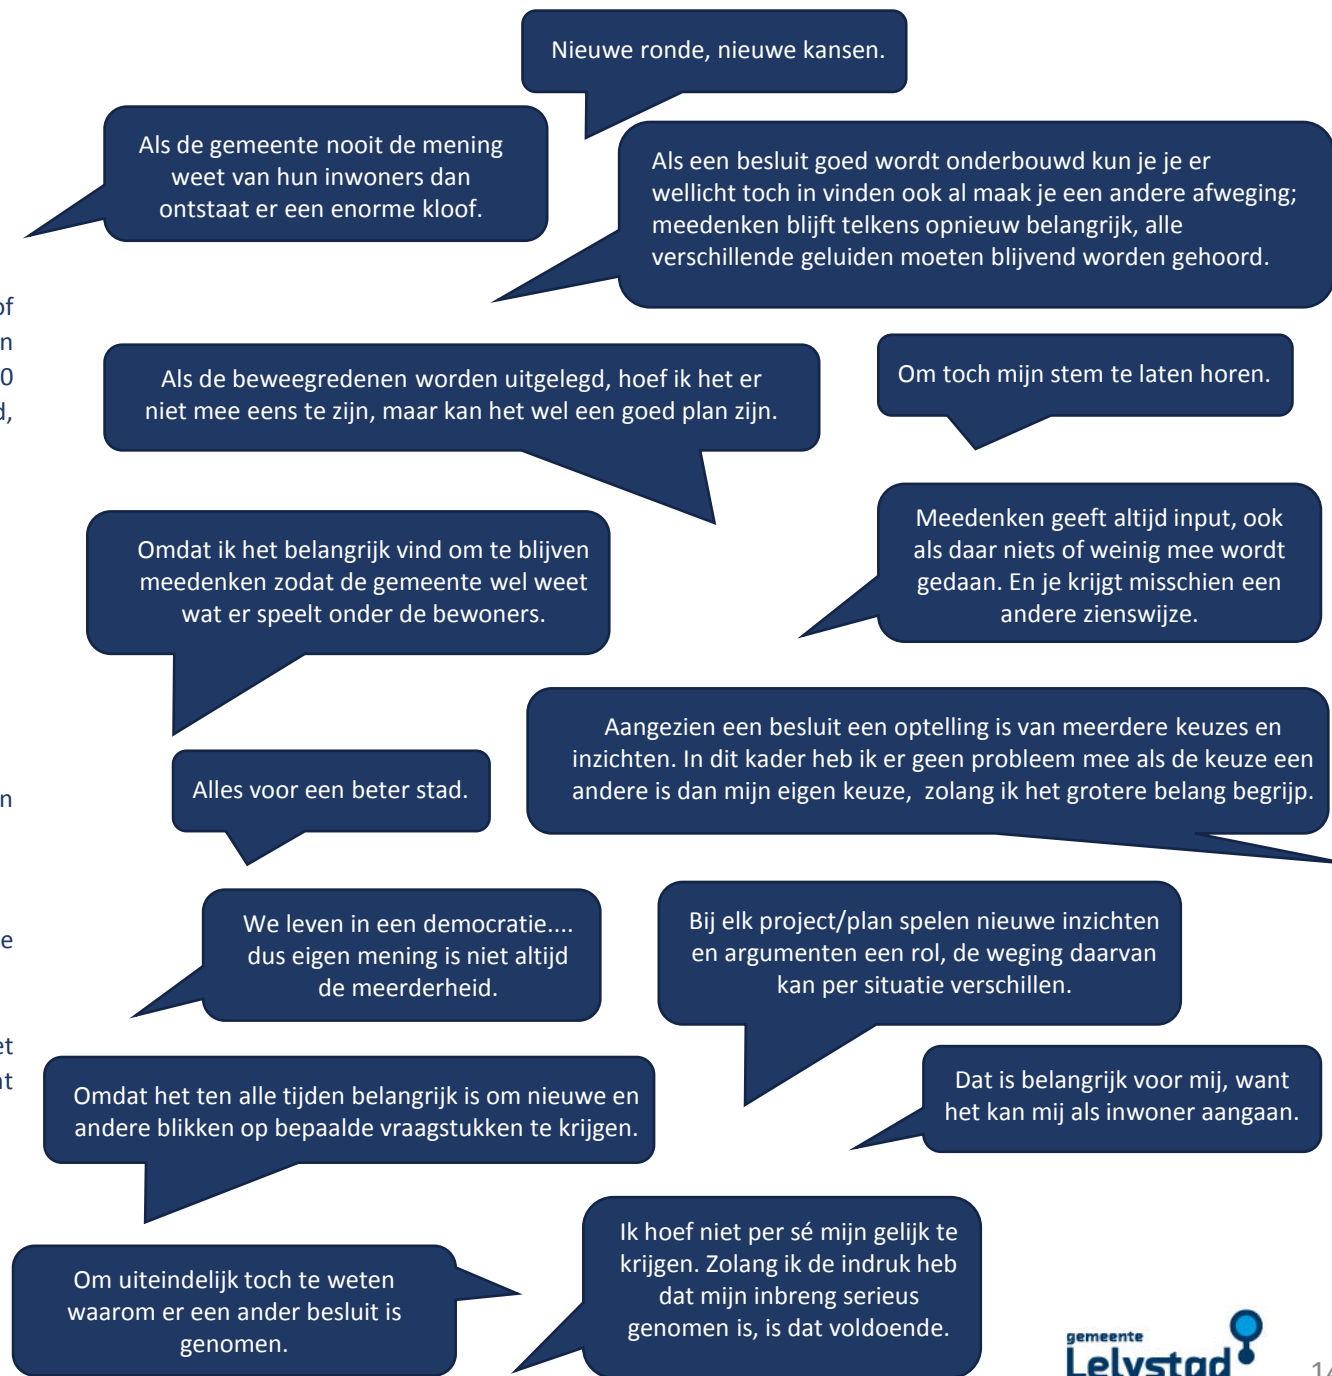 Nieuwe ronde, nieuwe kansen.
Als de gemeente nooit de mening
weet van hun inwoners dan
ontstaat er een enorme kloof.
Als een besluit goed wordt onderbouwd kun je je er
wellicht toch in vinden ook al maak je een andere afweging;
meedenken blijft telkens opnieuw belangrijk, alle
verschillende geluiden moeten blijvend worden gehoord.
of
n
0
d,
Als de beweegredenen worden uitgelegd, hoef ik het er
niet mee eens te zijn, maar kan het wel een goed plan zijn.
Om toch mijn stem te laten horen.
Omdat ik het belangrijk vind om te blijven
meedenken zodat de gemeente wel weet
wat er speelt onder de bewoners.
Meedenken geeft altijd input, ook
als daar niets of weinig mee wordt
gedaan. En je krijgt misschien een
andere zienswijze.
Aangezien een besluit een optelling is van meerdere keuzes en
inzichten. In dit kader heb ik er geen probleem mee als de keuze een
andere is dan mijn eigen keuze, zolang ik het grotere belang begrijp.
Alles voor een beter stad.
n
We leven in een democratie....
dus eigen mening is niet altijd
de meerderheid.
Bij elk project/plan spelen nieuwe inzichten
en argumenten een rol, de weging daarvan
kan per situatie verschillen.
e
et
nt
Omdat het ten alle tijden belangrijk is om nieuwe en
andere blikken op bepaalde vraagstukken te krijgen.
Dat is belangrijk voor mij, want
het kan mij als inwoner aangaan.
Om uiteindelijk toch te weten
waarom er een ander besluit is
genomen.
Ik hoef niet per sé mijn gelijk te
krijgen. Zolang ik de indruk heb
dat mijn inbreng serieus
genomen is, is dat voldoende.
gemeente
Lelystad
14